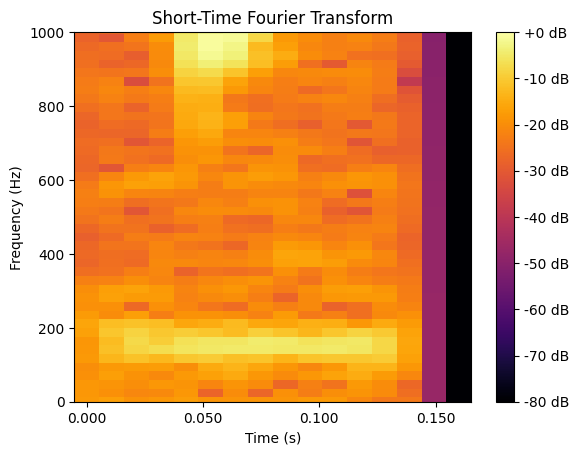 Short-Time Fourier Transform
1000
800
600
400
200
0
Frequency (Hz)
0.000
0.050
0.100
0.150
Time (s)
+0 dB
-10 dB
-20 dB
-30 dB
-40 dB
-50 dB
-60 dB
-70 dB
-80 dB